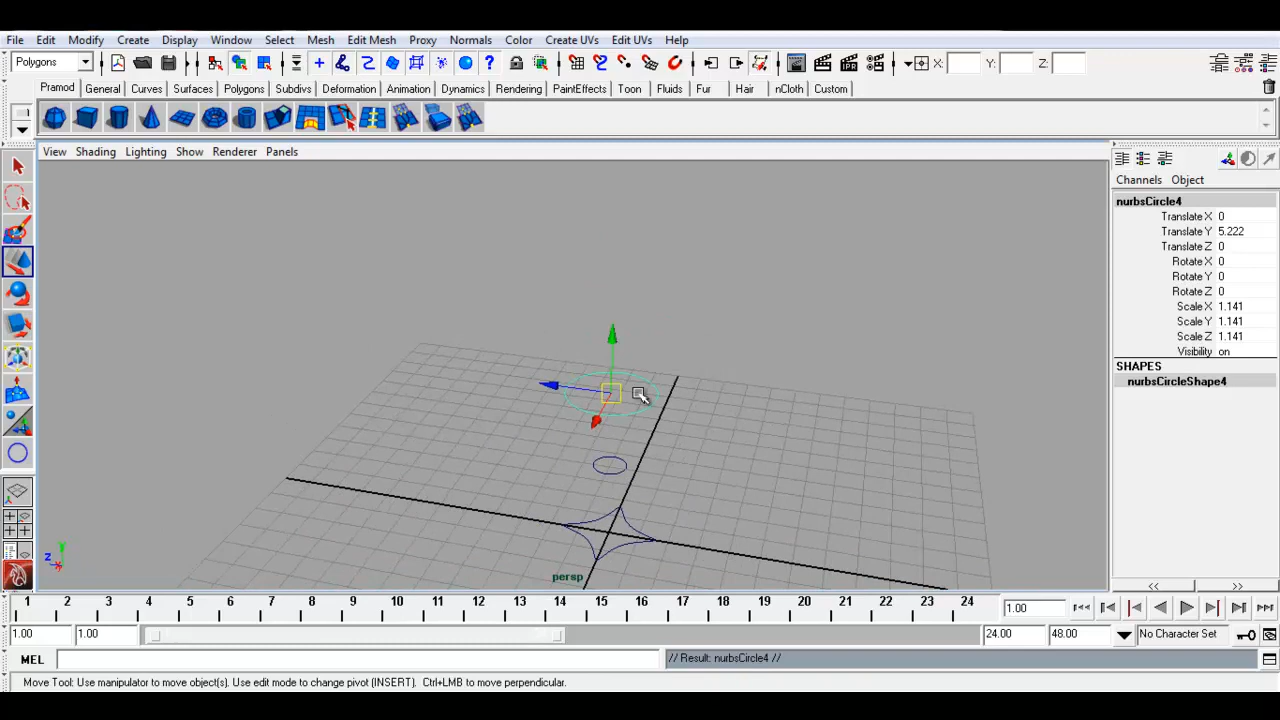 File Edit Modify Create Display Window Select Mesh Edit Mesh Proxy Normals Color Create UVs Edit UVs Help
Polygons X: Y: Z:
Pramod General Curves Surfaces Polygons Subdivs Deformation Animation Dynamics Rendering PaintEffects Toon Fluids Fur Hair nCloth Custom
View Shading Lighting Show Renderer Panels
Channels Object
nurbsCircle4
Translate X 0
Translate Y 5.222
Translate Z 0
Rotate X 0
Rotate Y 0
Rotate Z 0
Scale X 1.141
Scale Y 1.141
Scale Z 1.141
Visibility on
SHAPES
nurbsCircleShape4
Y
Z
persp
<< >>
1 2 3 4 5 6 7 8 9 10 11 12 13 14 15 16 17 18 19 20 21 22 23 24 1.00
1.00 1.00 24.00 48.00 No Character Set
MEL // Result: nurbsCircle4 //
Move Tool: Use manipulator to move object(s). Use edit mode to change pivot (INSERT). Ctrl+LMB to move perpendicular.